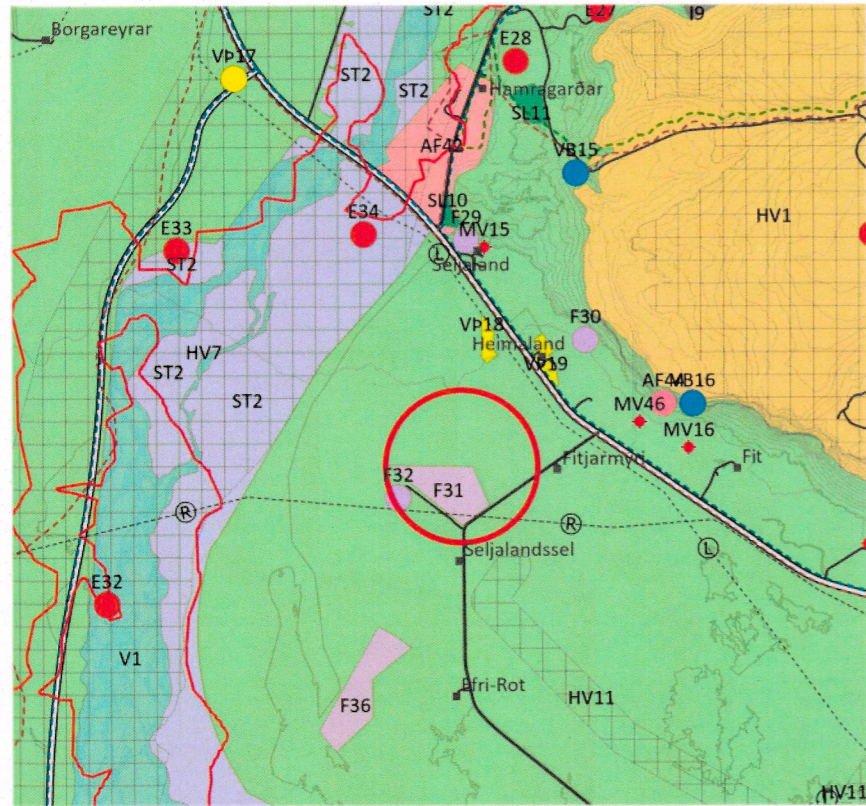 ST2
E27
I9
Borgareyrar
E28
VÞ17
ST2
ST2
Hamragarðar
SL11
AF42
VB15
SL10
HV1
E33
E34
F29
MV15
ST2
L
Seljaland
VÞ18
F30
HV7
Heimaland
ST2
VÞ19
ST2
AF44
VB16
MV46
MV16
F32
F31
Fitjarmýri
Fit
R
R
Seljalandssel
L
E32
V1
Efri-Rot
F36
HV11
HV11